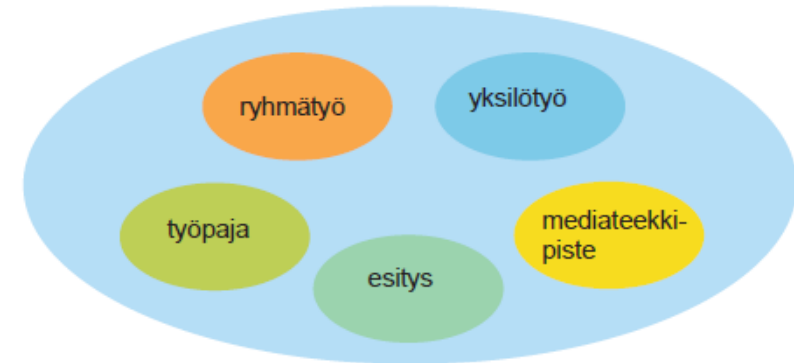 ryhmätyö
yksilötyö
työpaja
mediateekki-
piste
esitys